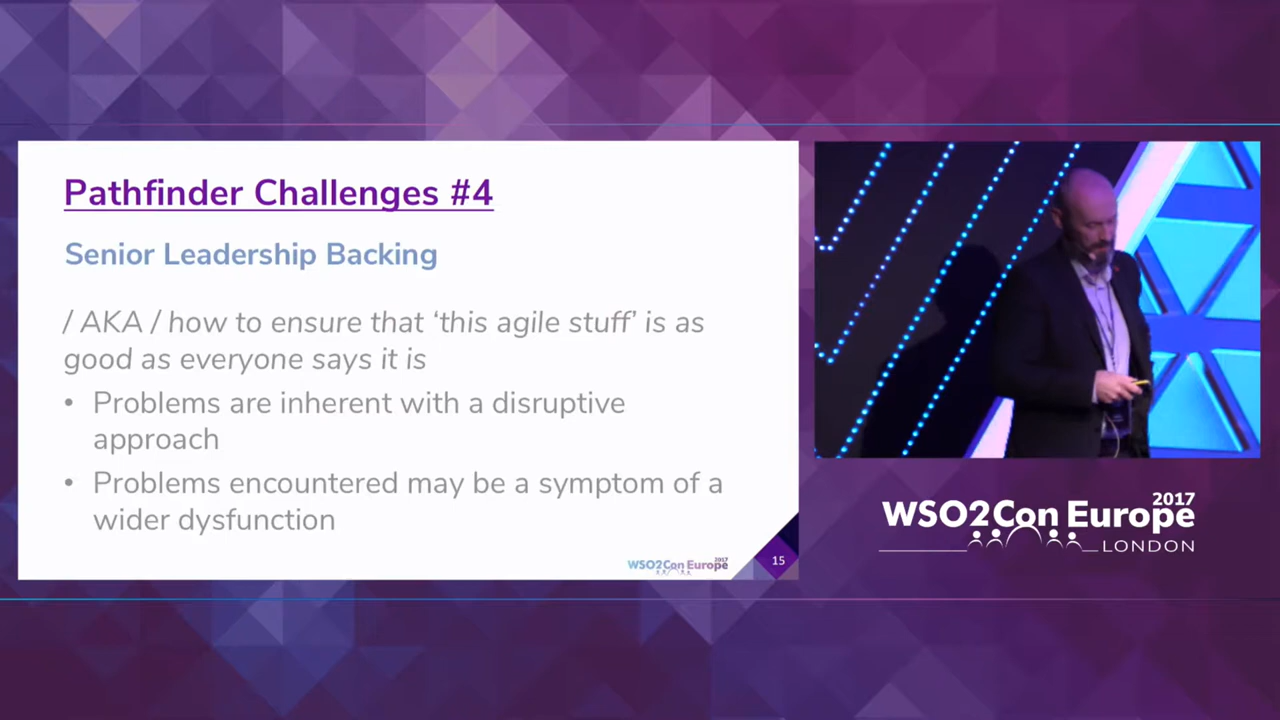 Pathfinder Challenges #4
Senior Leadership Backing
/ AKA / how to ensure that ‘this agile stuff’ is as
good as everyone says it is
• Problems are inherent with a disruptive
approach
• Problems encountered may be a symptom of a
wider dysfunction
WSO2Con Europe 2017
15
WSO2Con Europe 2017
LONDON